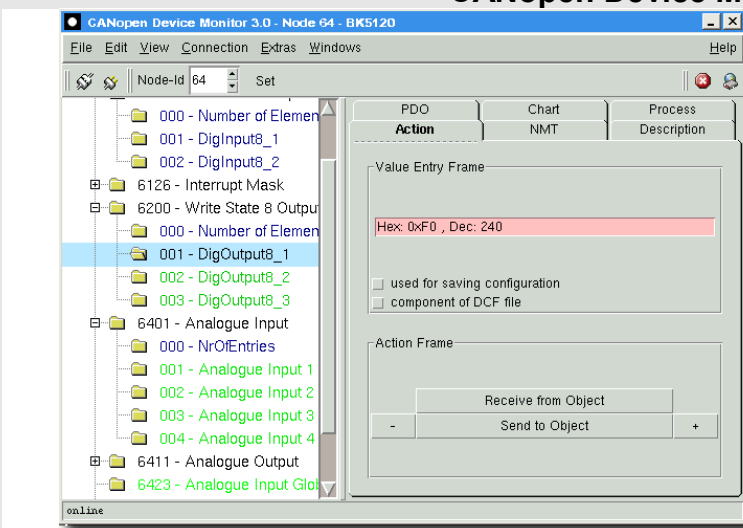 CANopen Device M
CANopen Device Monitor 3.0 - Node 64 - BK5120
File Edit View Connection Extras Windows Help
Node-Id 64 Set
000 - Number of Elemen
001 - DigInput8_1
002 - DigInput8_2
6126 - Interrupt Mask
6200 - Write State 8 Outpu
000 - Number of Elemen
001 - DigOutput8_1
002 - DigOutput8_2
003 - DigOutput8_3
6401 - Analogue Input
000 - NrOfEntries
001 - Analogue Input 1
002 - Analogue Input 2
003 - Analogue Input 3
004 - Analogue Input 4
6411 - Analogue Output
6423 - Analogue Input Glob
PDO Chart Process
Action NMT Description
Value Entry Frame
Hex: 0xF0 , Dec: 240
used for saving configuration
component of DCF file
Action Frame
Receive from Object
- Send to Object +
online